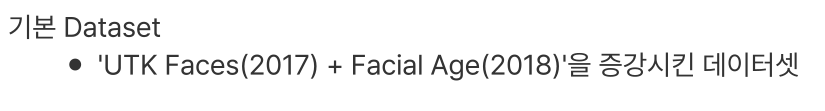 기본 Dataset
• 'UTK Faces(2017) + Facial Age(2018)'을 증강시킨 데이터셋